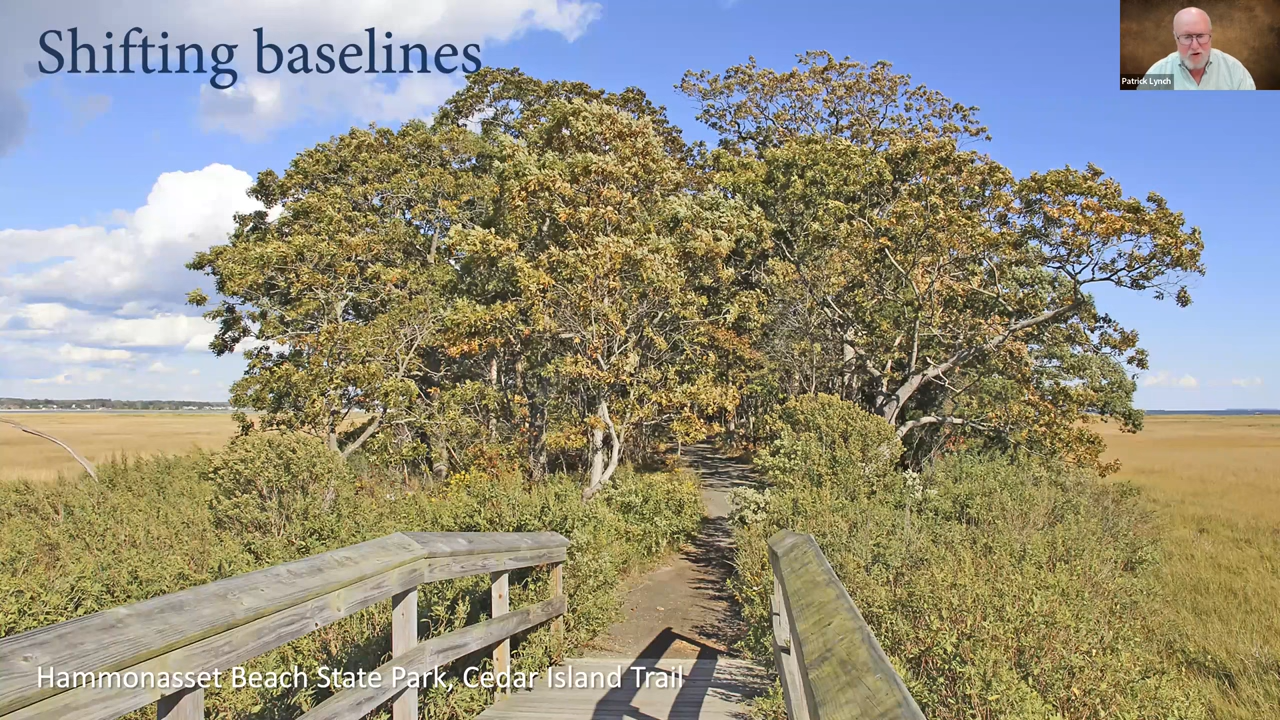 Shifting baselines
Patrick Lynch
Hammonasset Beach State Park, Cedar Island Trail